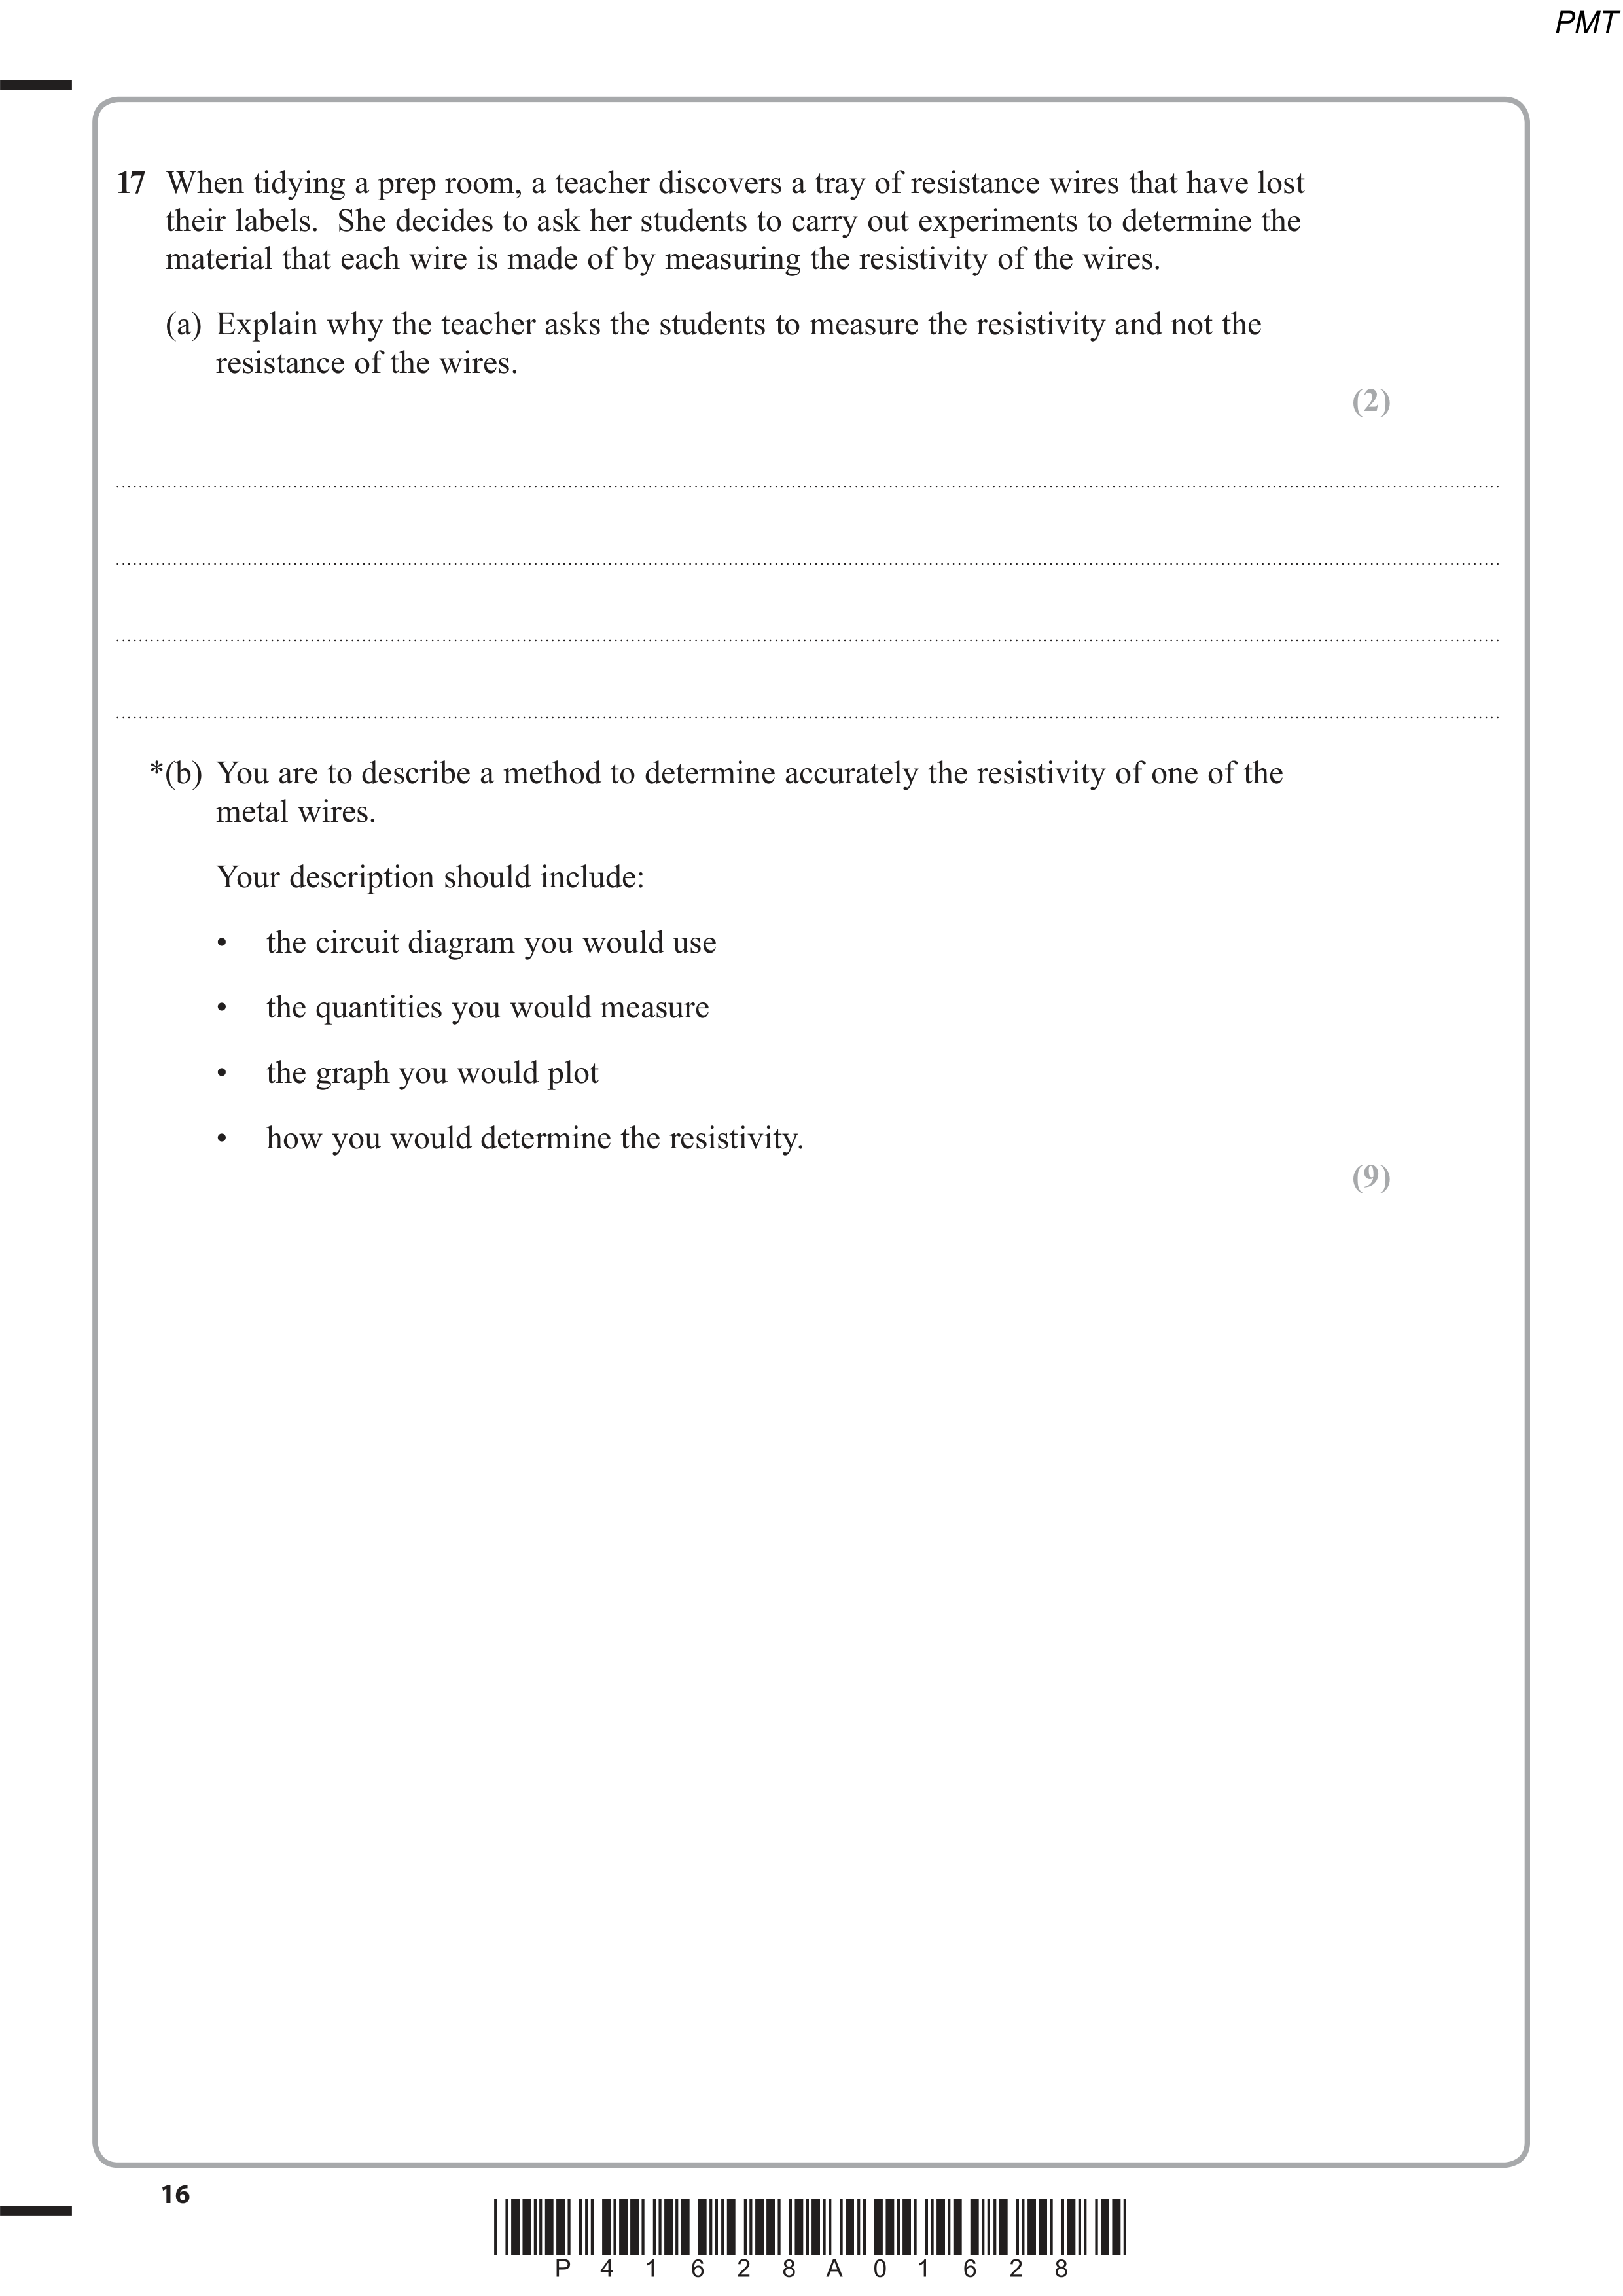 PMT
17 When tidying a prep room, a teacher discovers a tray of resistance wires that have lost
their labels. She decides to ask her students to carry out experiments to determine the
material that each wire is made of by measuring the resistivity of the wires.
(a) Explain why the teacher asks the students to measure the resistivity and not the
resistance of the wires.
(2)
*(b) You are to describe a method to determine accurately the resistivity of one of the
metal wires.
Your description should include:
• the circuit diagram you would use
• the quantities you would measure
• the graph you would plot
• how you would determine the resistivity.
(9)
16
P 4 1 6 2 8 A 0 1 6 2 8